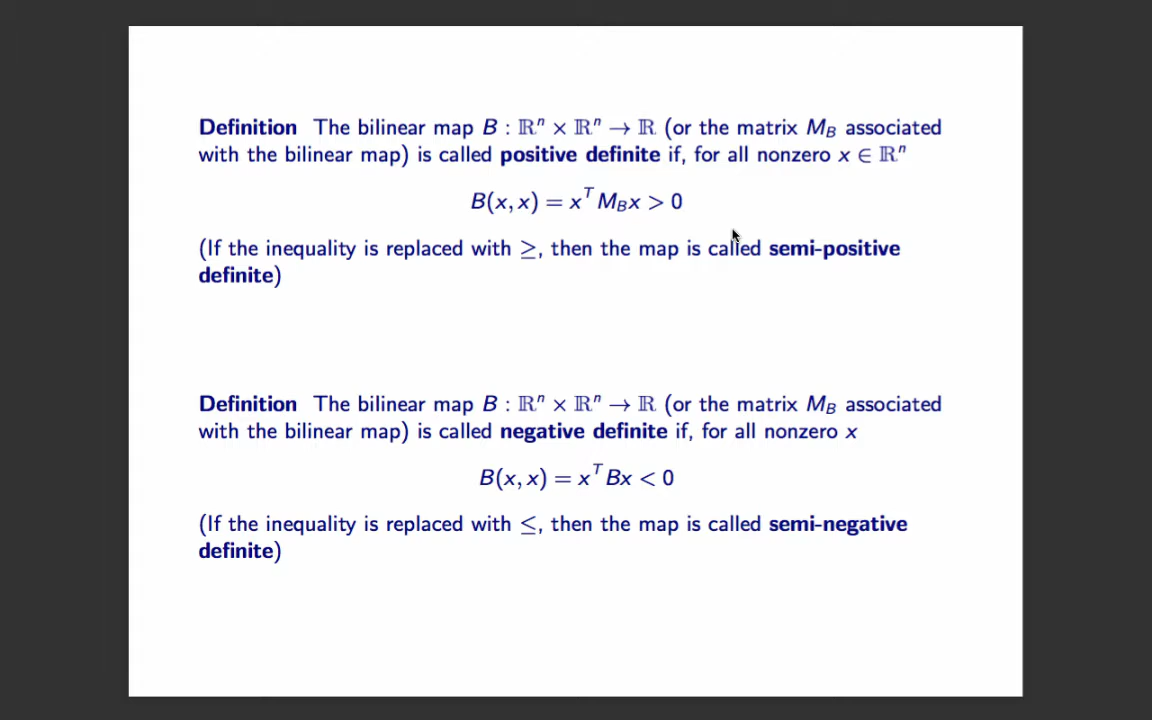 Definition The bilinear map B : ℝⁿ × ℝⁿ → ℝ (or the matrix M_B associated
with the bilinear map) is called positive definite if, for all nonzero x ∈ ℝⁿ
B(x, x) = xᵀ M_B x > 0
(If the inequality is replaced with ≥, then the map is called semi-positive
definite)
Definition The bilinear map B : ℝⁿ × ℝⁿ → ℝ (or the matrix M_B associated
with the bilinear map) is called negative definite if, for all nonzero x
B(x, x) = xᵀ Bx < 0
(If the inequality is replaced with ≤, then the map is called semi-negative
definite)